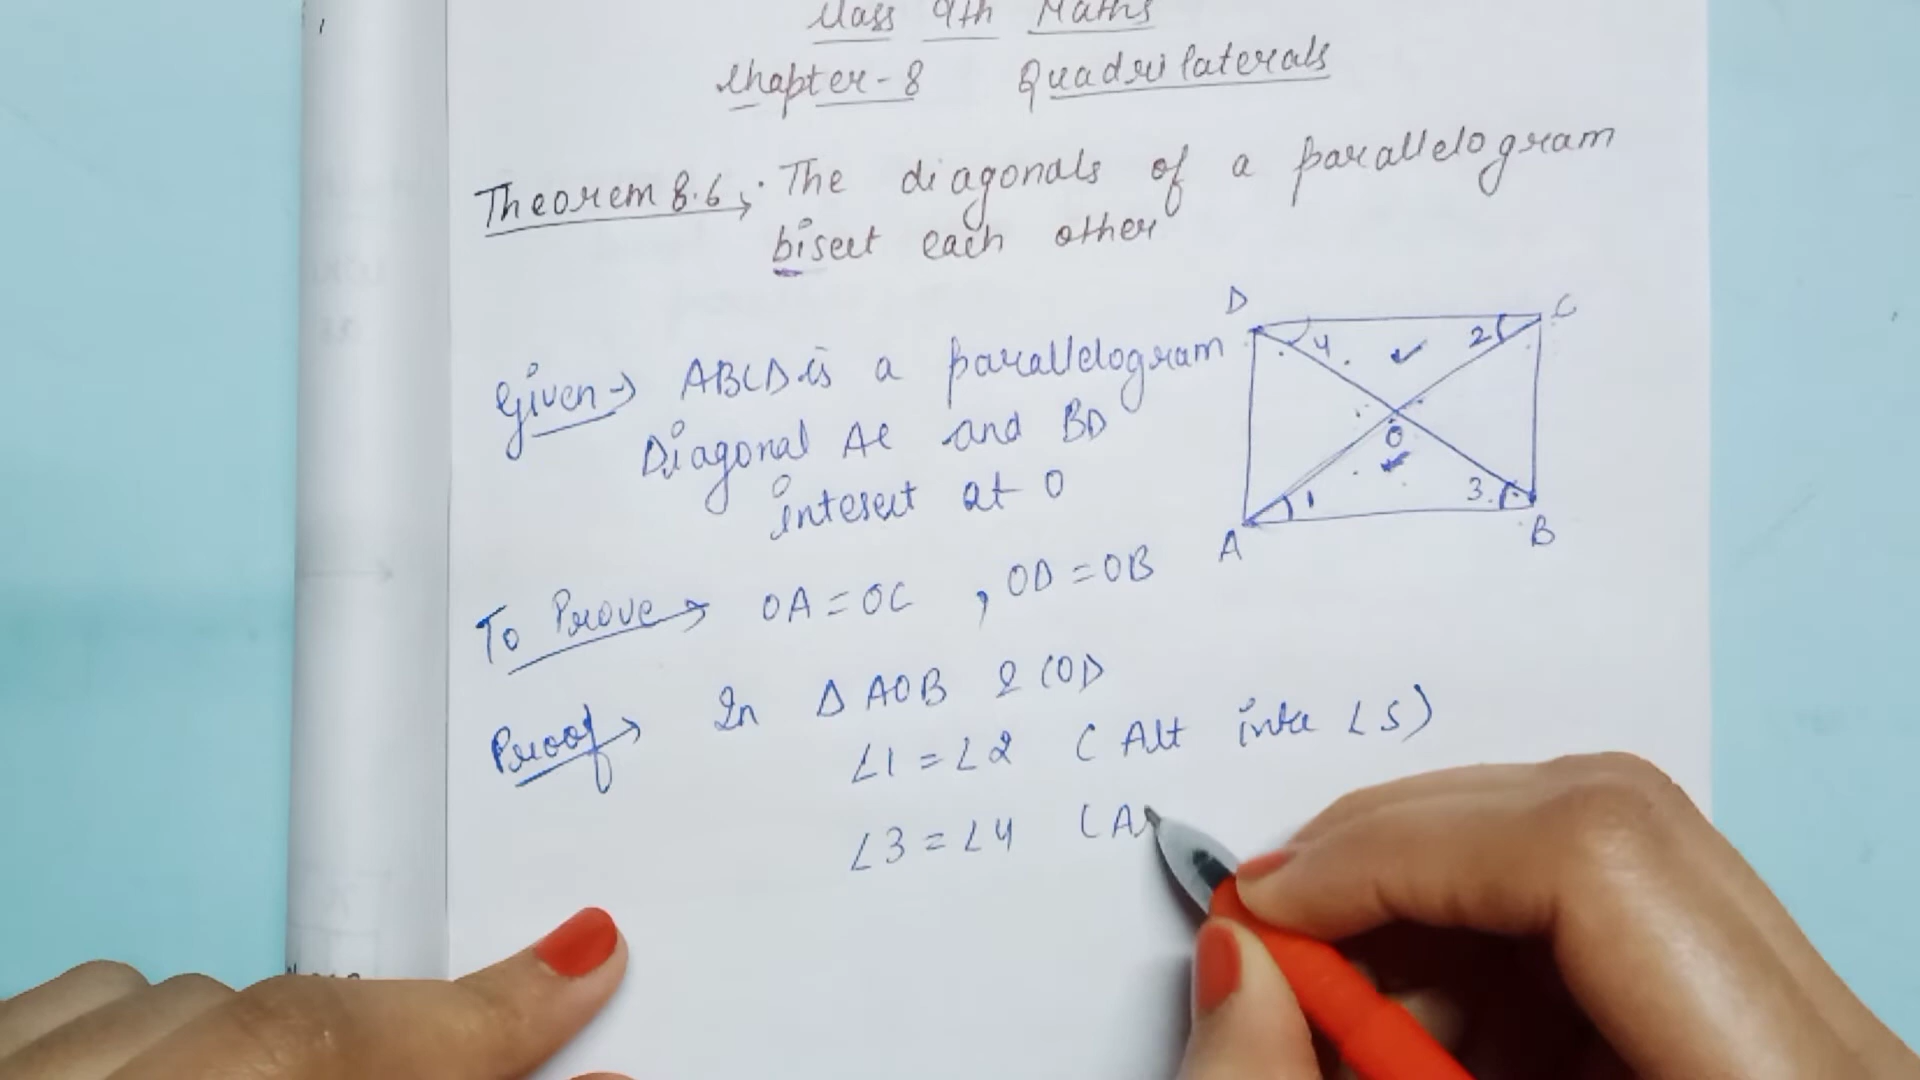 Class 9th Maths
Chapter-8 Quadrilaterals
Theorem 8.6 → The diagonals of a parallelogram
bisect each other
Given → ABCD is a parallelogram
Diagonal AC and BD
intesect at O
D C
4 2
O
1 3
A B
To Prove → OA = OC , OD = OB
Proof → In Δ AOB & COD
∠1 = ∠2 ( Alt inte ∠S)
∠3 = ∠4 ( A